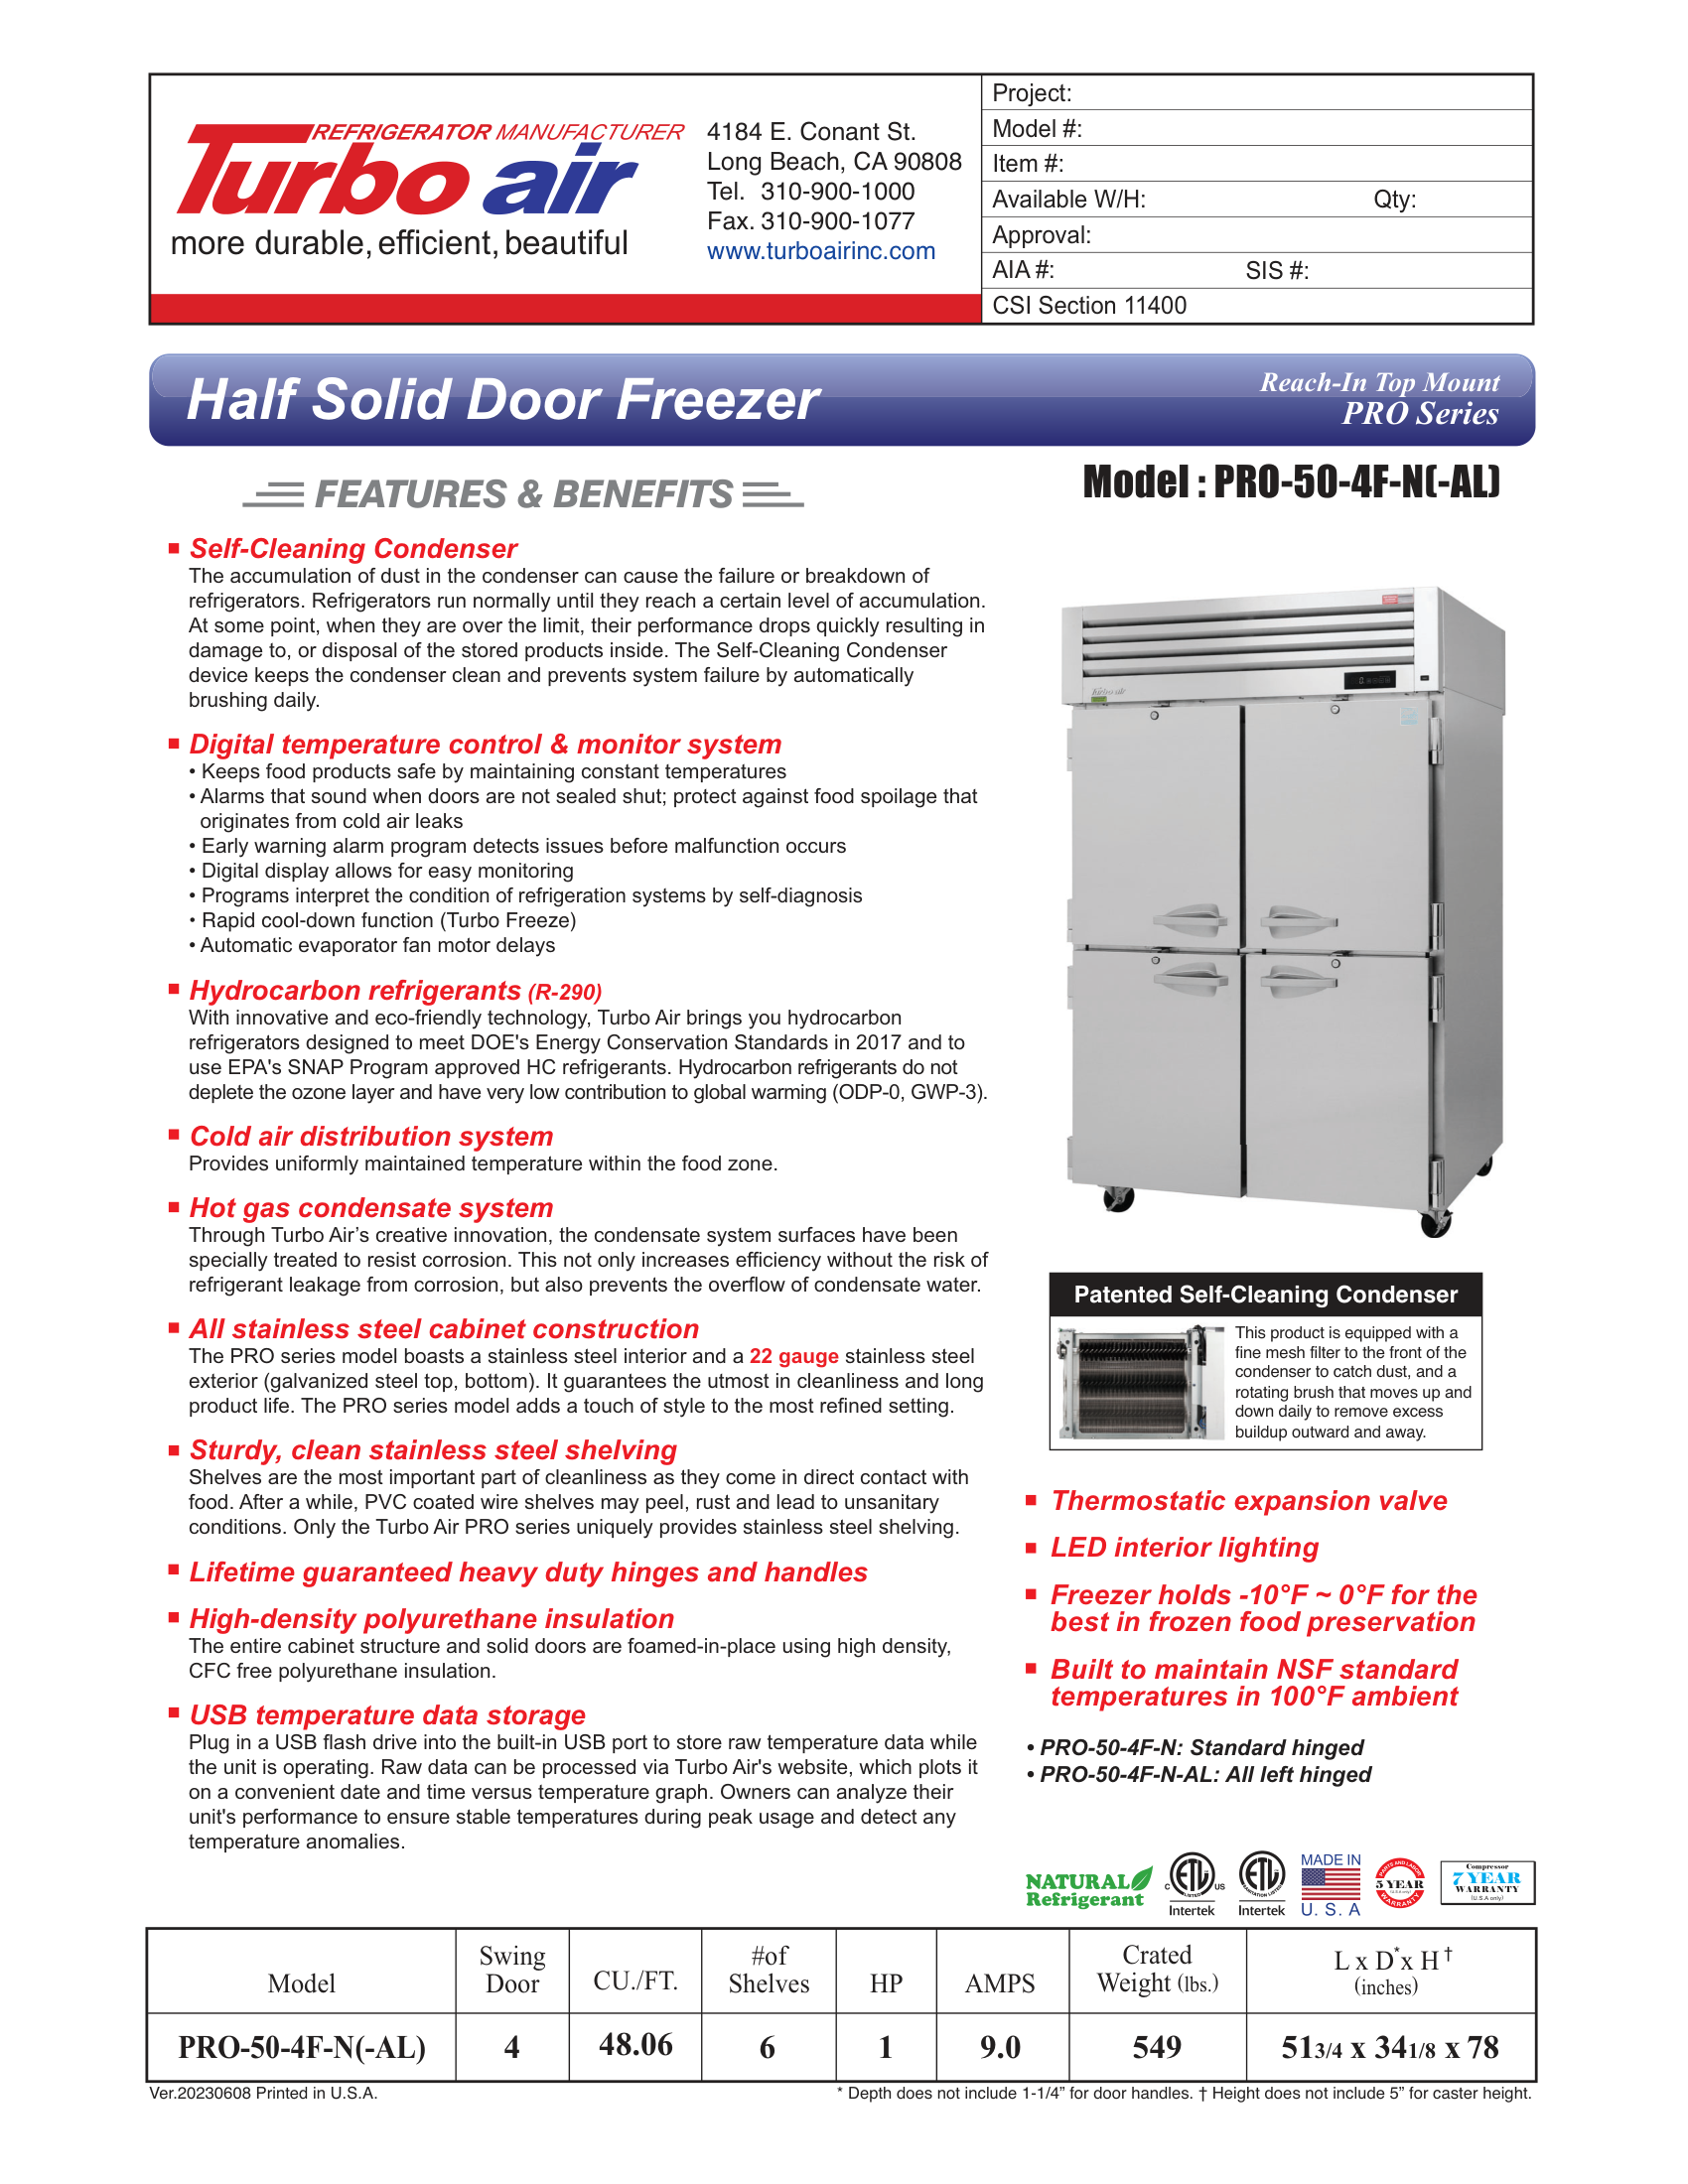 REFRIGERATOR MANUFACTURER
Turbo air
more durable, efficient, beautiful
4184 E. Conant St.
Long Beach, CA 90808
Tel. 310-900-1000
Fax. 310-900-1077
www.turboairinc.com
Project:
Model #:
Item #:
Available W/H: Qty:
Approval:
AIA #: SIS #:
CSI Section 11400
Half Solid Door Freezer
Reach-In Top Mount
PRO Series
FEATURES & BENEFITS
Model : PRO-50-4F-N(-AL)
■ Self-Cleaning Condenser
The accumulation of dust in the condenser can cause the failure or breakdown of
refrigerators. Refrigerators run normally until they reach a certain level of accumulation.
At some point, when they are over the limit, their performance drops quickly resulting in
damage to, or disposal of the stored products inside. The Self-Cleaning Condenser
device keeps the condenser clean and prevents system failure by automatically
brushing daily.
■ Digital temperature control & monitor system
• Keeps food products safe by maintaining constant temperatures
• Alarms that sound when doors are not sealed shut; protect against food spoilage that
originates from cold air leaks
• Early warning alarm program detects issues before malfunction occurs
• Digital display allows for easy monitoring
• Programs interpret the condition of refrigeration systems by self-diagnosis
• Rapid cool-down function (Turbo Freeze)
• Automatic evaporator fan motor delays
■ Hydrocarbon refrigerants (R-290)
With innovative and eco-friendly technology, Turbo Air brings you hydrocarbon
refrigerators designed to meet DOE's Energy Conservation Standards in 2017 and to
use EPA's SNAP Program approved HC refrigerants. Hydrocarbon refrigerants do not
deplete the ozone layer and have very low contribution to global warming (ODP-0, GWP-3).
■ Cold air distribution system
Provides uniformly maintained temperature within the food zone.
■ Hot gas condensate system
Through Turbo Air’s creative innovation, the condensate system surfaces have been
specially treated to resist corrosion. This not only increases efficiency without the risk of
refrigerant leakage from corrosion, but also prevents the overflow of condensate water.
■ All stainless steel cabinet construction
The PRO series model boasts a stainless steel interior and a 22 gauge stainless steel
exterior (galvanized steel top, bottom). It guarantees the utmost in cleanliness and long
product life. The PRO series model adds a touch of style to the most refined setting.
■ Sturdy, clean stainless steel shelving
Shelves are the most important part of cleanliness as they come in direct contact with
food. After a while, PVC coated wire shelves may peel, rust and lead to unsanitary
conditions. Only the Turbo Air PRO series uniquely provides stainless steel shelving.
■ Lifetime guaranteed heavy duty hinges and handles
■ High-density polyurethane insulation
The entire cabinet structure and solid doors are foamed-in-place using high density,
CFC free polyurethane insulation.
■ USB temperature data storage
Plug in a USB flash drive into the built-in USB port to store raw temperature data while
the unit is operating. Raw data can be processed via Turbo Air's website, which plots it
on a convenient date and time versus temperature graph. Owners can analyze their
unit's performance to ensure stable temperatures during peak usage and detect any
temperature anomalies.
Turbo air
Patented Self-Cleaning Condenser
This product is equipped with a
fine mesh filter to the front of the
condenser to catch dust, and a
rotating brush that moves up and
down daily to remove excess
buildup outward and away.
■ Thermostatic expansion valve
■ LED interior lighting
■ Freezer holds -10°F ~ 0°F for the
best in frozen food preservation
■ Built to maintain NSF standard
temperatures in 100°F ambient
• PRO-50-4F-N: Standard hinged
• PRO-50-4F-N-AL: All left hinged
NATURAL
Refrigerant
C ETL US
LISTED
Intertek
ETL
SANITATION LISTED
Intertek
MADE IN
U. S. A
PARTS AND LABOR
5 YEAR
(U.S.A only)
WARRANTY
Compressor
7 YEAR
WARRANTY
(U.S.A only)
Model Swing Door CU./FT. #of Shelves HP AMPS Crated Weight (lbs.) L x D* x H† (inches)
PRO-50-4F-N(-AL) 4 48.06 6 1 9.0 549 513/4 x 341/8 x 78
Ver.20230608 Printed in U.S.A.
* Depth does not include 1-1/4” for door handles. † Height does not include 5” for caster height.